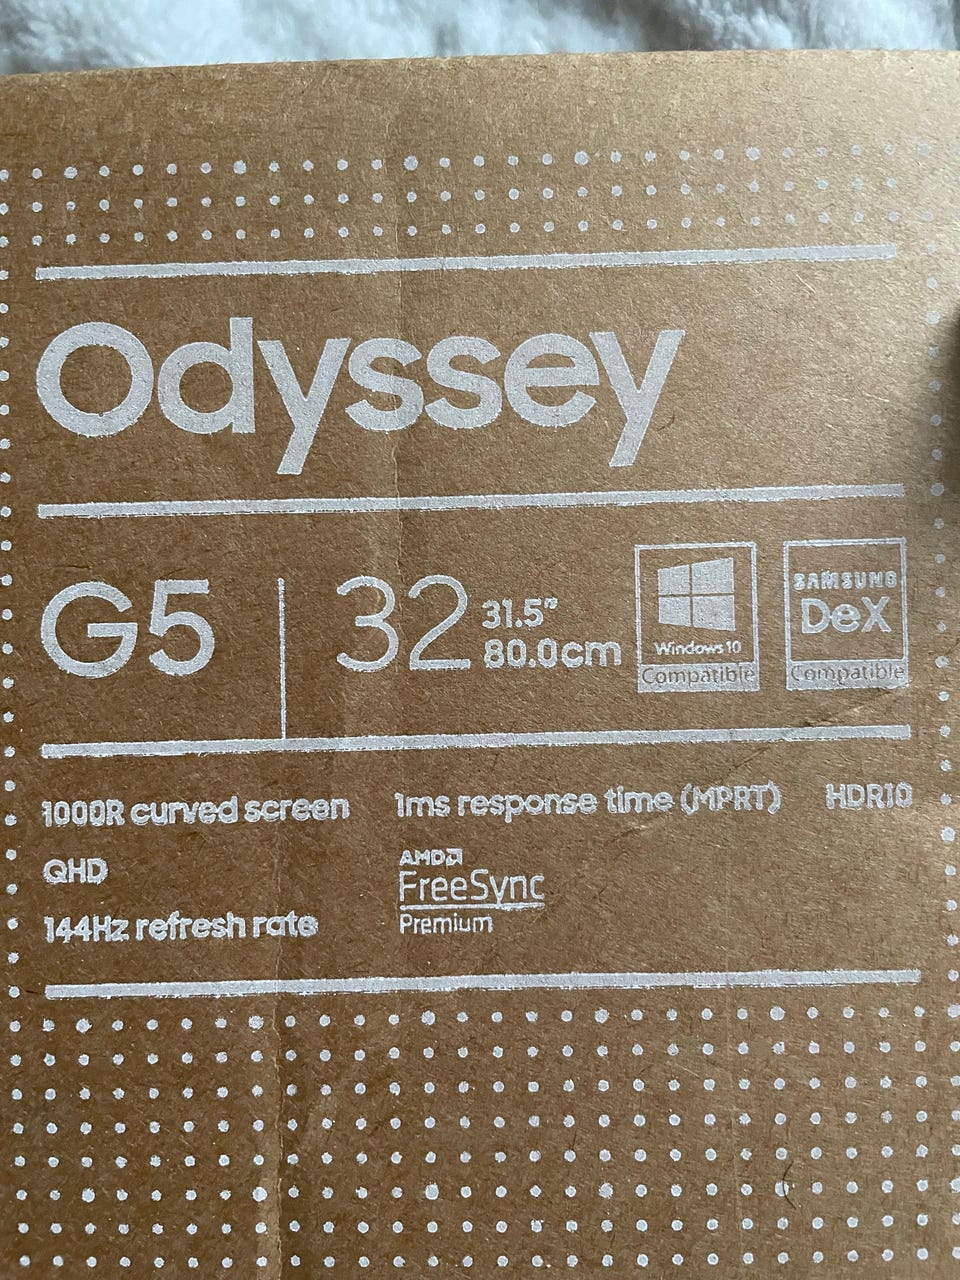 Odyssey
G5
32
31.5"
80.0cm
Windows 10
Compatible
SAMSUNG
DeX
Compatible
1000R curved screen
1ms response time (MPRT)
HDR10
QHD
AMD
FreeSync
Premium
144Hz refresh rate